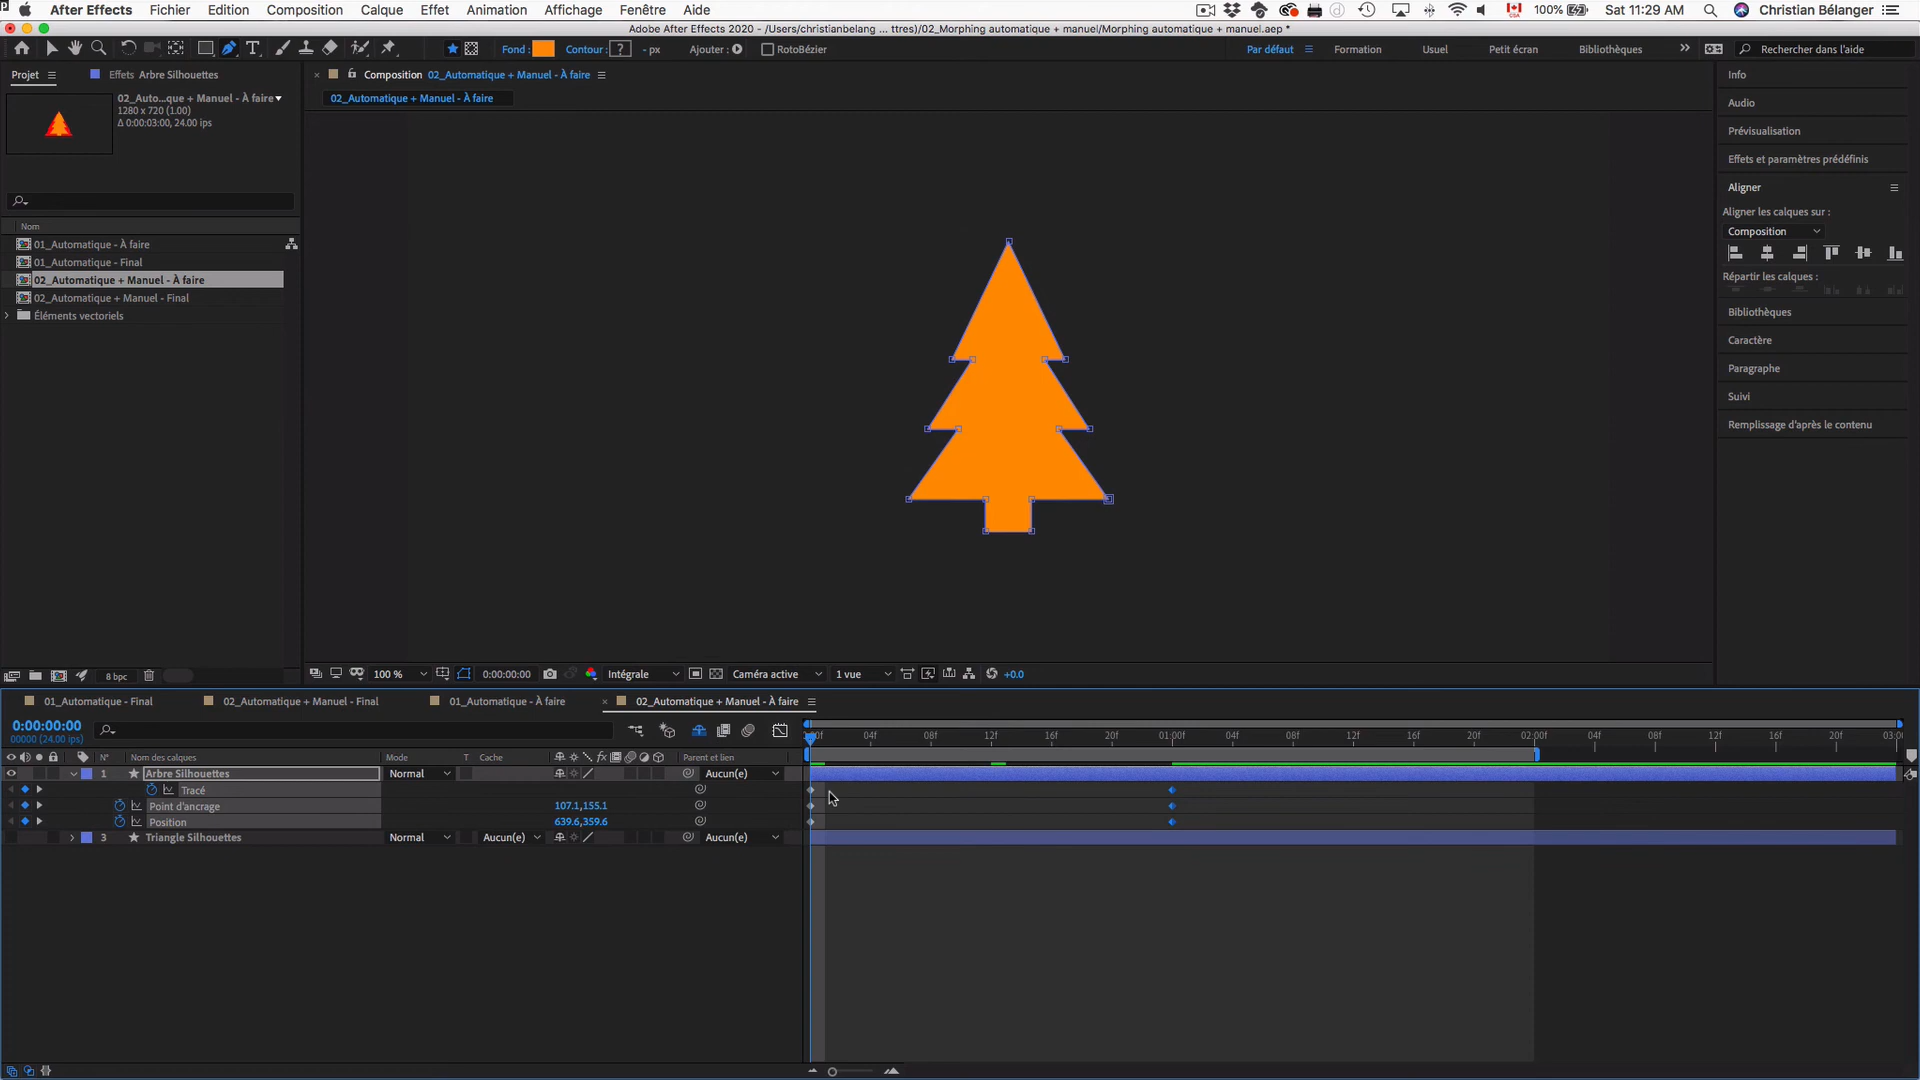 After Effects Fichier Edition Composition Calque Effet Animation Affichage Fenêtre Aide 100% Sat 11:29 AM Christian Bélanger
Adobe After Effects 2020 - /Users/christianbelang ... ttres)/02_Morphing automatique + manuel/Morphing automatique + manuel.aep *
Fond : Contour : ? - px Ajouter : RotoBézier Par défaut Formation Usuel Petit écran Bibliothèques Rechercher dans l'aide
Projet Effets Arbre Silhouettes
Composition 02_Automatique + Manuel - À faire
02_Automatique + Manuel - À faire
02_Auto...que + Manuel - À faire
1280 x 720 (1.00)
Δ 0:00:03:00, 24.00 ips
Nom
01_Automatique - À faire
01_Automatique - Final
02_Automatique + Manuel - À faire
02_Automatique + Manuel - Final
Éléments vectoriels
Info
Audio
Prévisualisation
Effets et paramètres prédéfinis
Aligner
Aligner les calques sur :
Composition
Répartir les calques :
Bibliothèques
Caractère
Paragraphe
Suivi
Remplissage d'après le contenu
8 bpc
100 % 0:00:00:00 Intégrale Caméra active 1 vue +0.0
01_Automatique - Final 02_Automatique + Manuel - Final 01_Automatique - À faire 02_Automatique + Manuel - À faire
0:00:00:00
00000 (24.00 ips)
04f 08f 12f 16f 20f 01:00f 04f 08f 12f 16f 20f 02:00f 04f 08f 12f 16f 20f 03:0
N° Nom des calques Mode T Cache Parent et lien
1 Arbre Silhouettes Normal Aucun(e)
Tracé
Point d'ancrage 107.1,155.1
Position 639.6,359.6
3 Triangle Silhouettes Normal Aucun(e) Aucun(e)